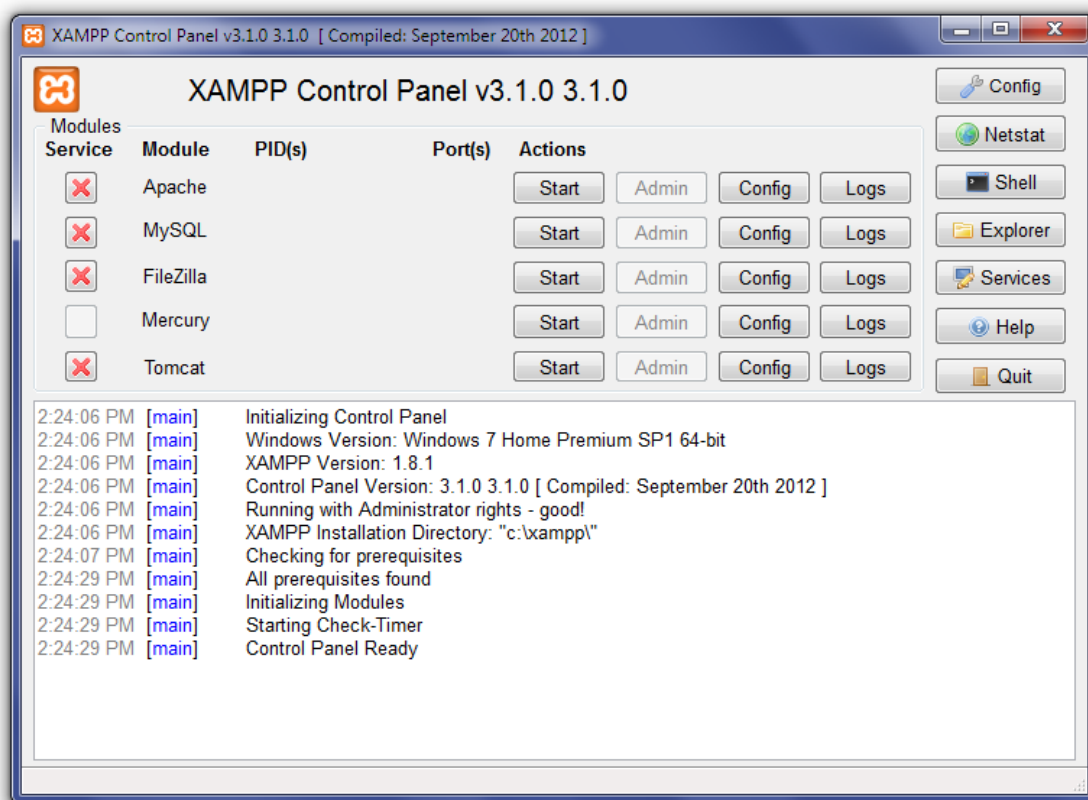 XAMPP Control Panel v3.1.0 3.1.0 [ Compiled: September 20th 2012 ]
XAMPP Control Panel v3.1.0 3.1.0
Config
Modules
Netstat
Service Module PID(s) Port(s) Actions
Apache Start Admin Config Logs
Shell
MySQL Start Admin Config Logs
Explorer
FileZilla Start Admin Config Logs
Services
Mercury Start Admin Config Logs
Help
Tomcat Start Admin Config Logs
Quit
2:24:06 PM [main] Initializing Control Panel
2:24:06 PM [main] Windows Version: Windows 7 Home Premium SP1 64-bit
2:24:06 PM [main] XAMPP Version: 1.8.1
2:24:06 PM [main] Control Panel Version: 3.1.0 3.1.0 [ Compiled: September 20th 2012 ]
2:24:06 PM [main] Running with Administrator rights - good!
2:24:06 PM [main] XAMPP Installation Directory: "c:\xampp\"
2:24:07 PM [main] Checking for prerequisites
2:24:29 PM [main] All prerequisites found
2:24:29 PM [main] Initializing Modules
2:24:29 PM [main] Starting Check-Timer
2:24:29 PM [main] Control Panel Ready